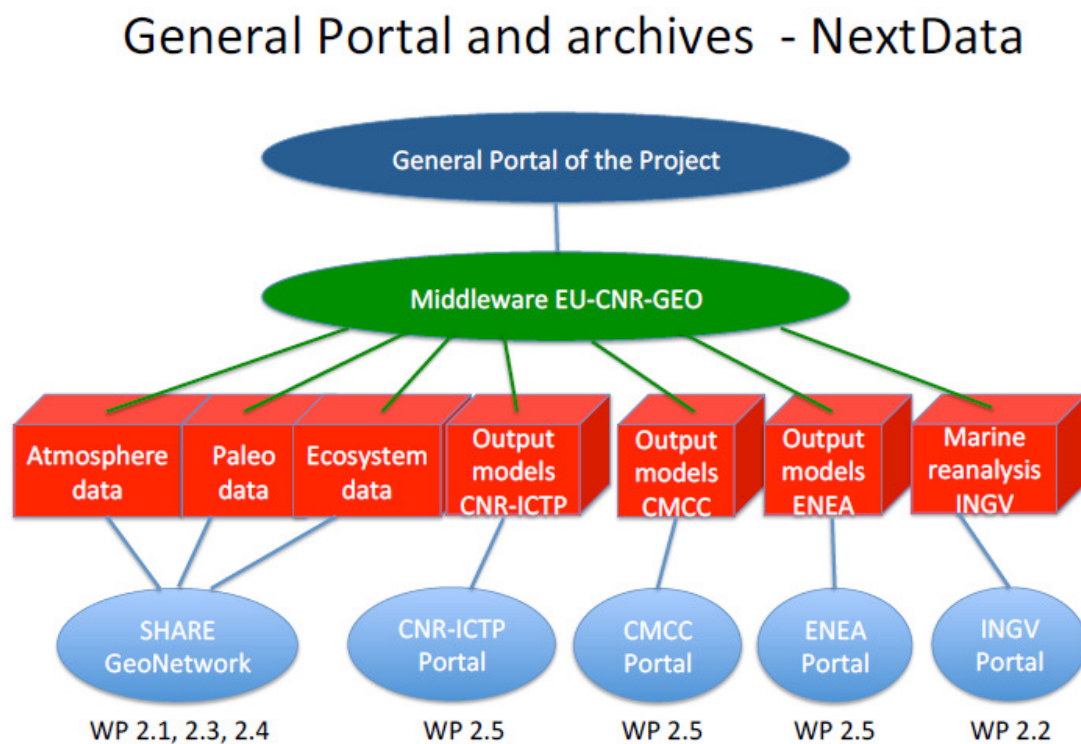 General Portal and archives - NextData
General Portal of the Project
Middleware EU-CNR-GEO
Atmosphere
data
Paleo
data
Ecosystem
data
Output
models
CNR-ICTP
Output
models
CMCC
Output
models
ENEA
Marine
reanalysis
INGV
SHARE
GeoNetwork
CNR-ICTP
Portal
CMCC
Portal
ENEA
Portal
INGV
Portal
WP 2.1, 2.3, 2.4
WP 2.5
WP 2.5
WP 2.5
WP 2.2